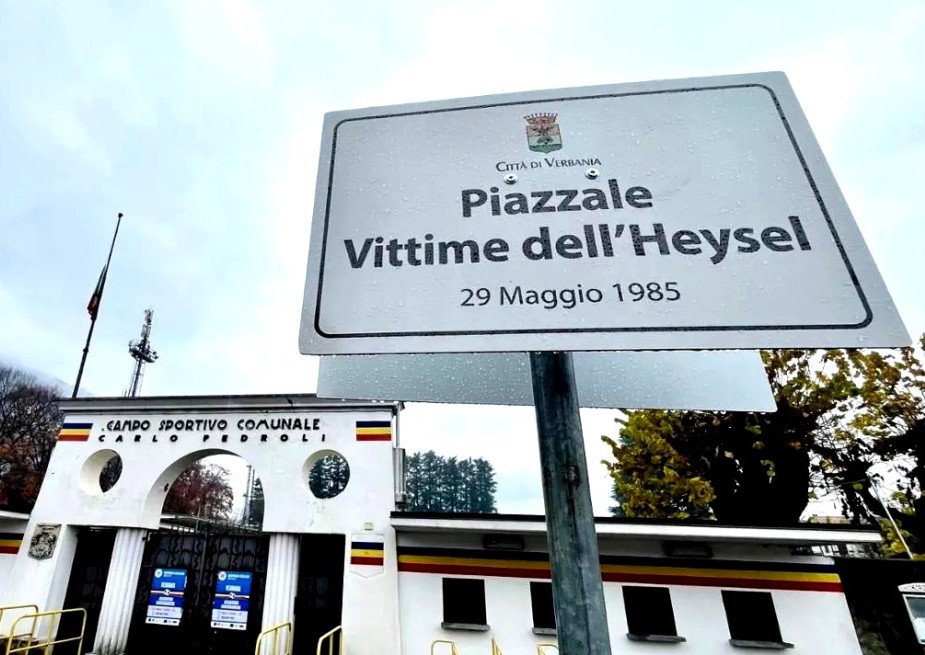 Città di Verbania
Piazzale
Vittime dell'Heysel
29 Maggio 1985
CAMPO SPORTIVO COMUNALE
CARLO PEDROLI